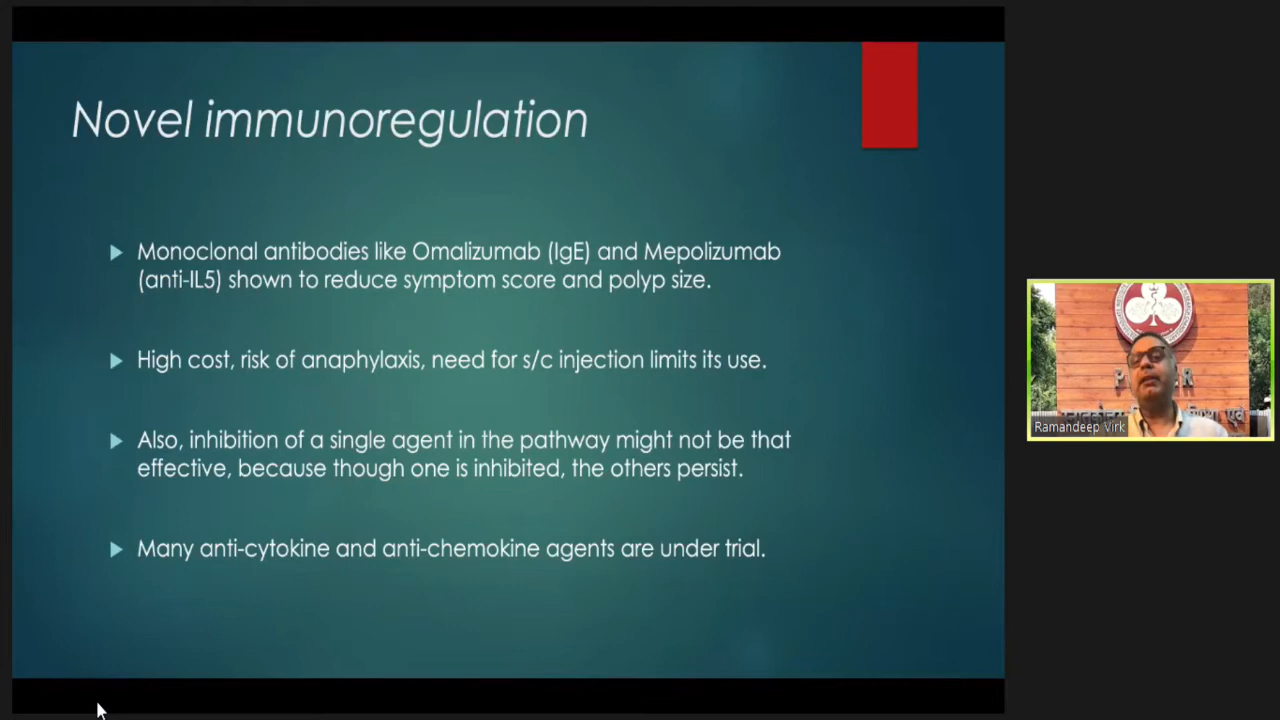 Novel immunoregulation
Monoclonal antibodies like Omalizumab (IgE) and Mepolizumab
(anti-IL5) shown to reduce symptom score and polyp size.
High cost, risk of anaphylaxis, need for s/c injection limits its use.
Also, inhibition of a single agent in the pathway might not be that
effective, because though one is inhibited, the others persist.
Many anti-cytokine and anti-chemokine agents are under trial.
Ramandeep Virk